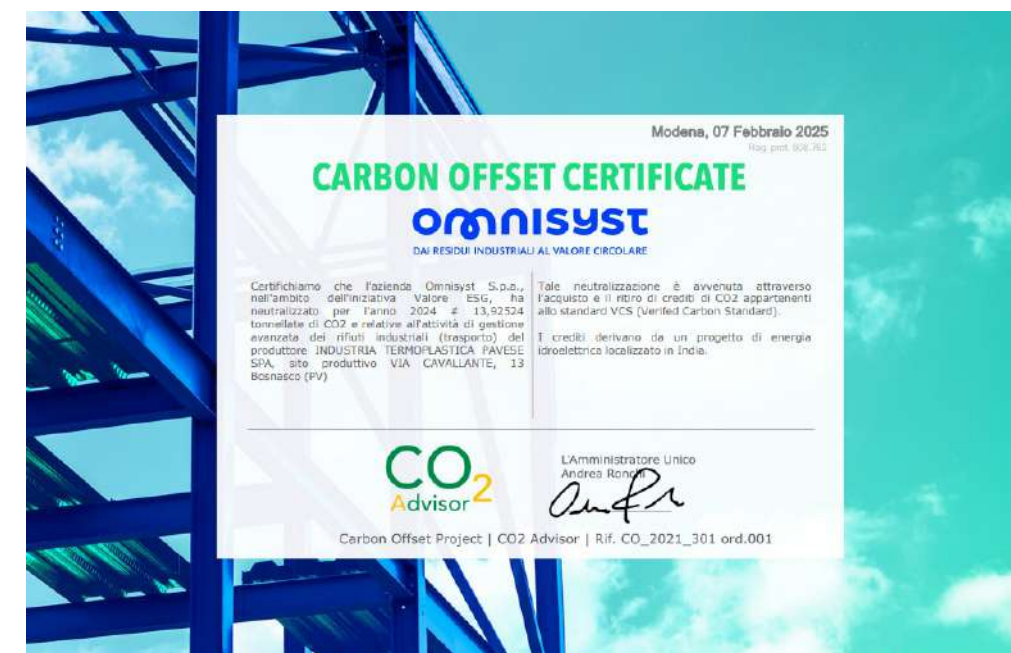 Modena, 07 Febbraio 2025
Rag. prot.
CARBON OFFSET CERTIFICATE
omnisyst
DAI RESIDUI INDUSTRIALI AL VALORE CIRCOLARE
Certifichiamo che l'azienda Omnisyst S.p.a.,
nell'ambito dell'iniziativa Valore ESG, ha
neutralizzato per l'anno 2024 # 13,92524
tonnellate di CO2 e relative all'attività di gestione
avanzata dei rifiuti industriali (trasporto) del
produttore INDUSTRIA TERMOPLASTICA PAVESE
SPA, sito produttivo VIA CAVALLANTE, 13
Bosnasco (PV)
Tale neutralizzazione è avvenuta attraverso
l'acquisto e il ritiro di crediti di CO2 appartenenti
allo standard VCS (Verifed Carbon Standard).
I crediti derivano da un progetto di energia
idroelettrica localizzato in India.
CO2
Advisor
L'Amministratore Unico
Andrea Ronchi
Carbon Offset Project | CO2 Advisor | Rif. CO_2021_301 ord.001